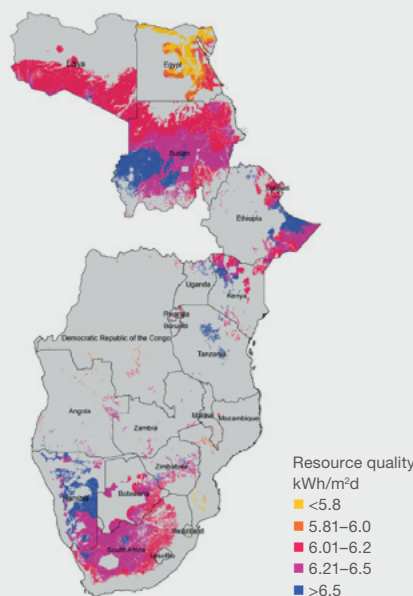 Libya
Egypt
Sudan
Djibouti
Ethiopia
Uganda
Kenya
Rwanda
Burundi
Democratic Republic of the Congo
Tanzania
Angola
Malawi
Zambia
Mozambique
Zimbabwe
Namibia
Botswana
Swaziland
South Africa
Lesotho
Resource quality
kWh/m²d
<5.8
5.81–6.0
6.01–6.2
6.21–6.5
>6.5